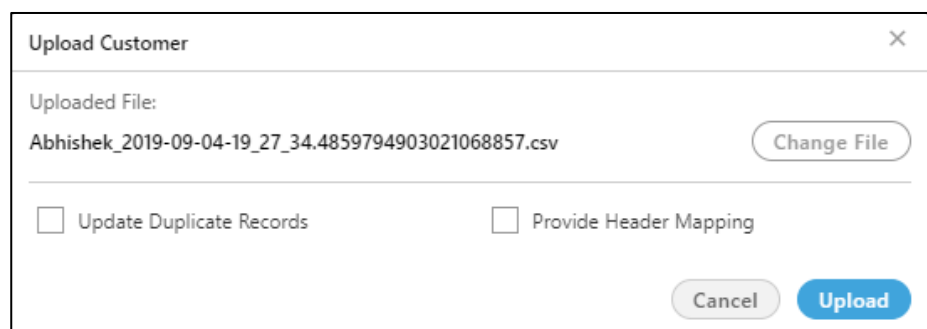 Upload Customer
Uploaded File:
Abhishek_2019-09-04-19_27_34.4859794903021068857.csv
Change File
Update Duplicate Records
Provide Header Mapping
Cancel
Upload